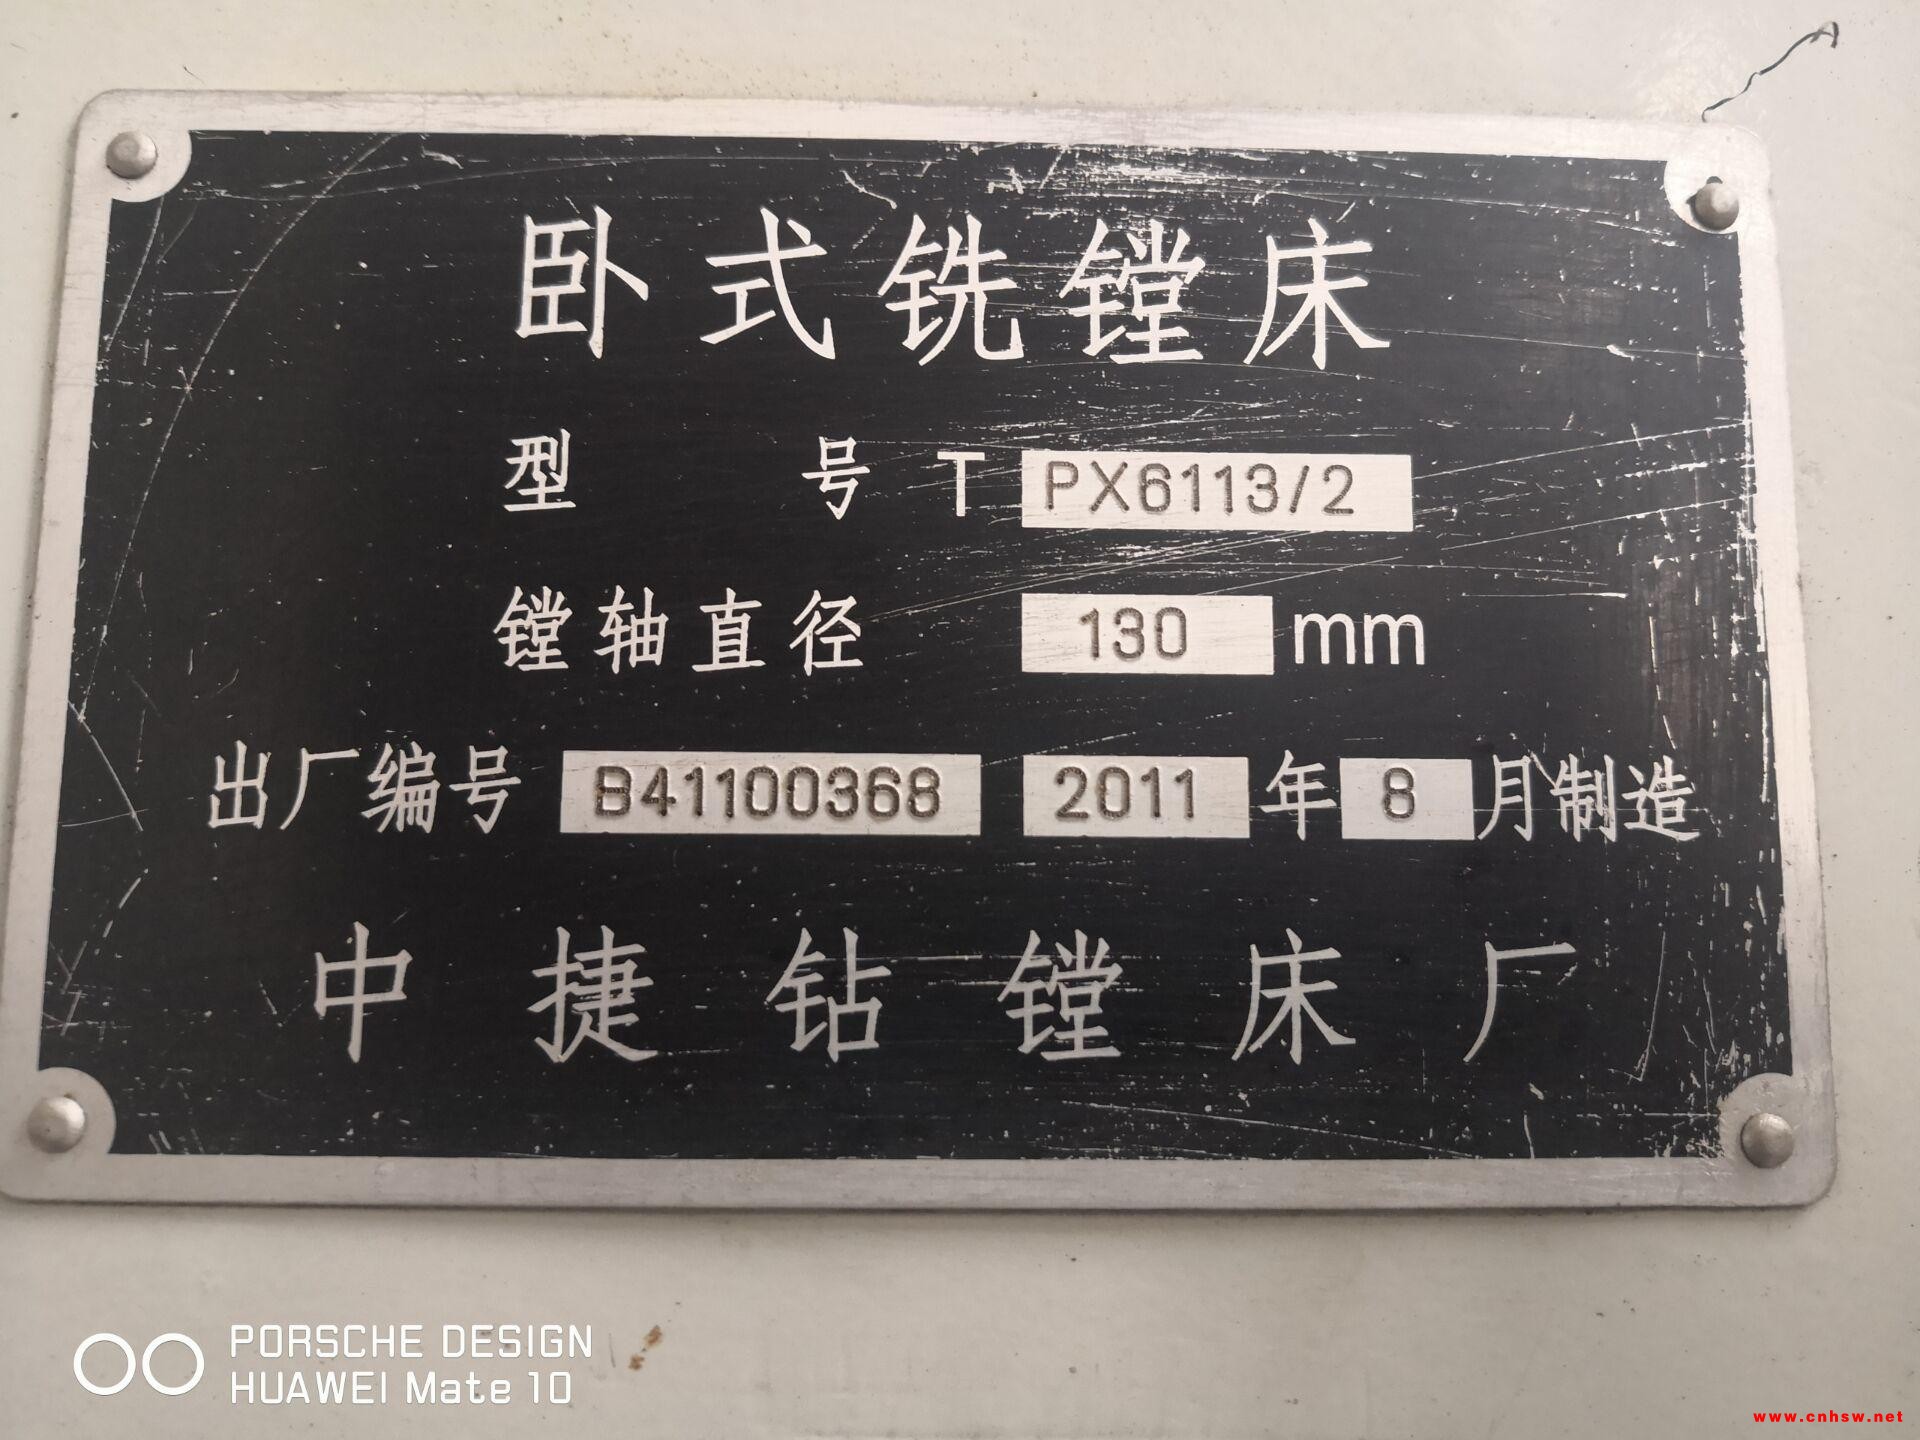 卧式铣镗床
型 号 T PX6113/2
镗轴直径 130 mm
出厂编号 B41100368 2011 年 8 月制造
中捷钻镗床厂
PORSCHE DESIGN
HUAWEI Mate 10
www.cnhsw.net